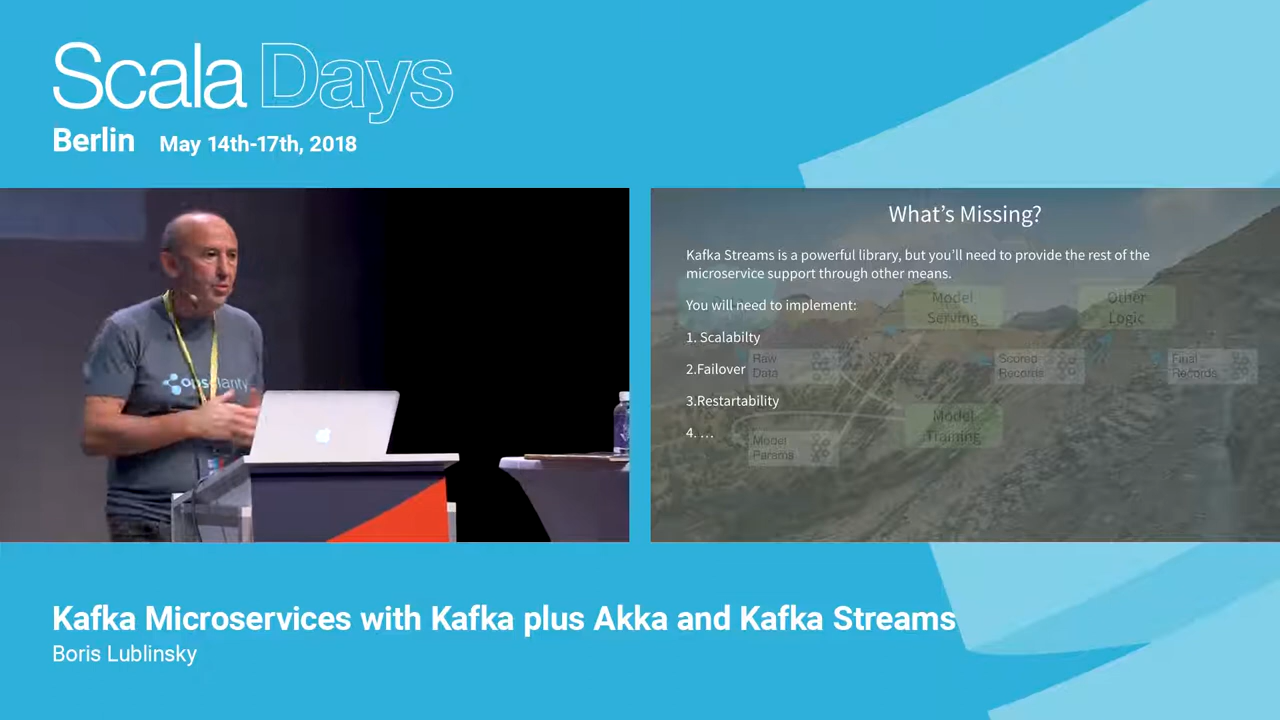 Scala Days
Berlin May 14th-17th, 2018
opsclarity
What's Missing?
Kafka Streams is a powerful library, but you'll need to provide the rest of the
microservice support through other means.
You will need to implement:
1. Scalabilty
2.Failover
3.Restartability
4. …
Model
Serving
Other
Logic
Raw
Data
Scored
Records
Final
Records
Model
Training
Model
Params
Kafka Microservices with Kafka plus Akka and Kafka Streams
Boris Lublinsky